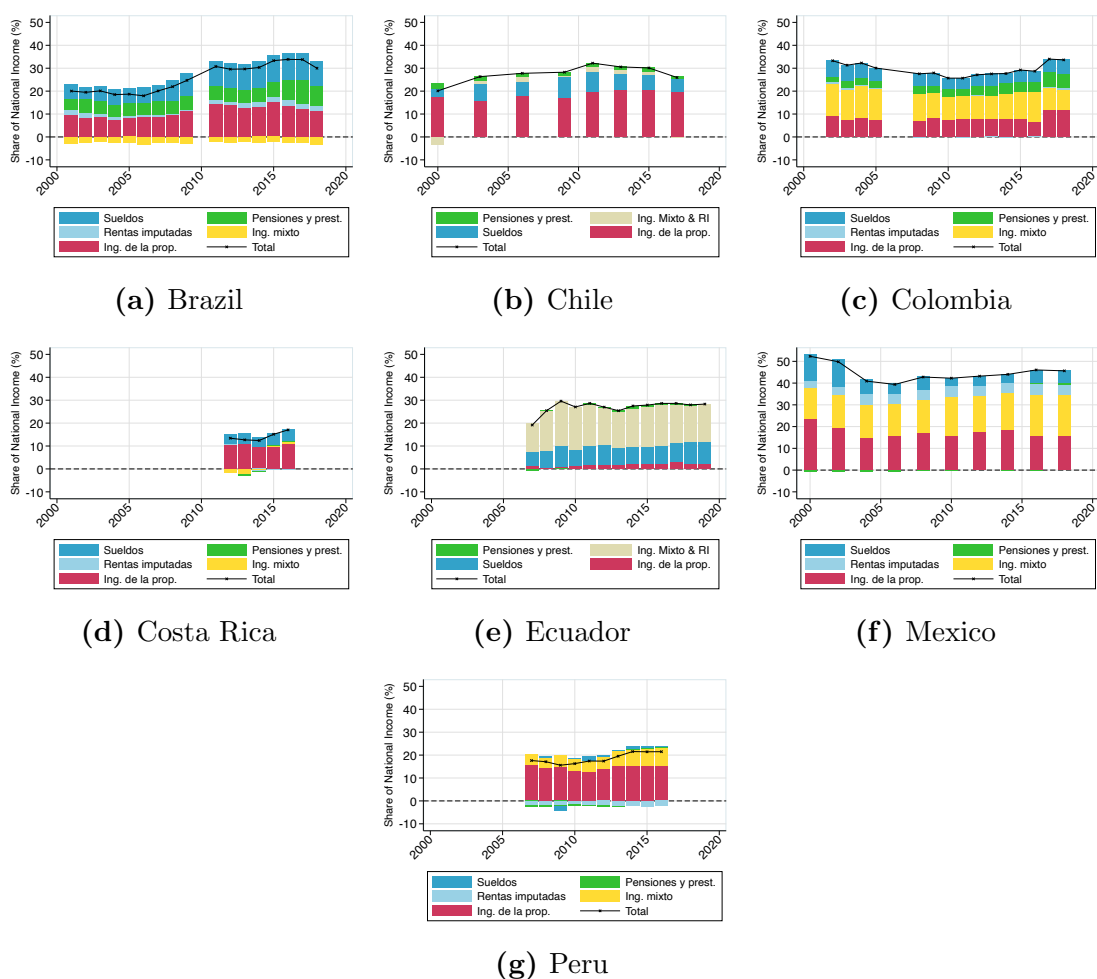 Share of National Income (%)
50
40
30
20
10
0
-10
2000
2005
2010
2015
2020
Sueldos
Pensiones y prest.
Rentas imputadas
Ing. mixto
Ing. de la prop.
Total
(a) Brazil
Share of National Income (%)
50
40
30
20
10
0
-10
2000
2005
2010
2015
2020
Pensiones y prest.
Ing. Mixto & RI
Sueldos
Ing. de la prop.
Total
(b) Chile
Share of National Income (%)
50
40
30
20
10
0
-10
2000
2005
2010
2015
2020
Sueldos
Pensiones y prest.
Rentas imputadas
Ing. mixto
Ing. de la prop.
Total
(c) Colombia
Share of National Income (%)
50
40
30
20
10
0
-10
2000
2005
2010
2015
2020
Sueldos
Pensiones y prest.
Rentas imputadas
Ing. mixto
Ing. de la prop.
Total
(d) Costa Rica
Share of National Income (%)
50
40
30
20
10
0
-10
2000
2005
2010
2015
2020
Pensiones y prest.
Ing. Mixto & RI
Sueldos
Ing. de la prop.
Total
(e) Ecuador
Share of National Income (%)
50
40
30
20
10
0
-10
2000
2005
2010
2015
2020
Sueldos
Pensiones y prest.
Rentas imputadas
Ing. mixto
Ing. de la prop.
Total
(f) Mexico
Share of National Income (%)
50
40
30
20
10
0
-10
2000
2005
2010
2015
2020
Sueldos
Pensiones y prest.
Rentas imputadas
Ing. mixto
Ing. de la prop.
Total
(g) Peru